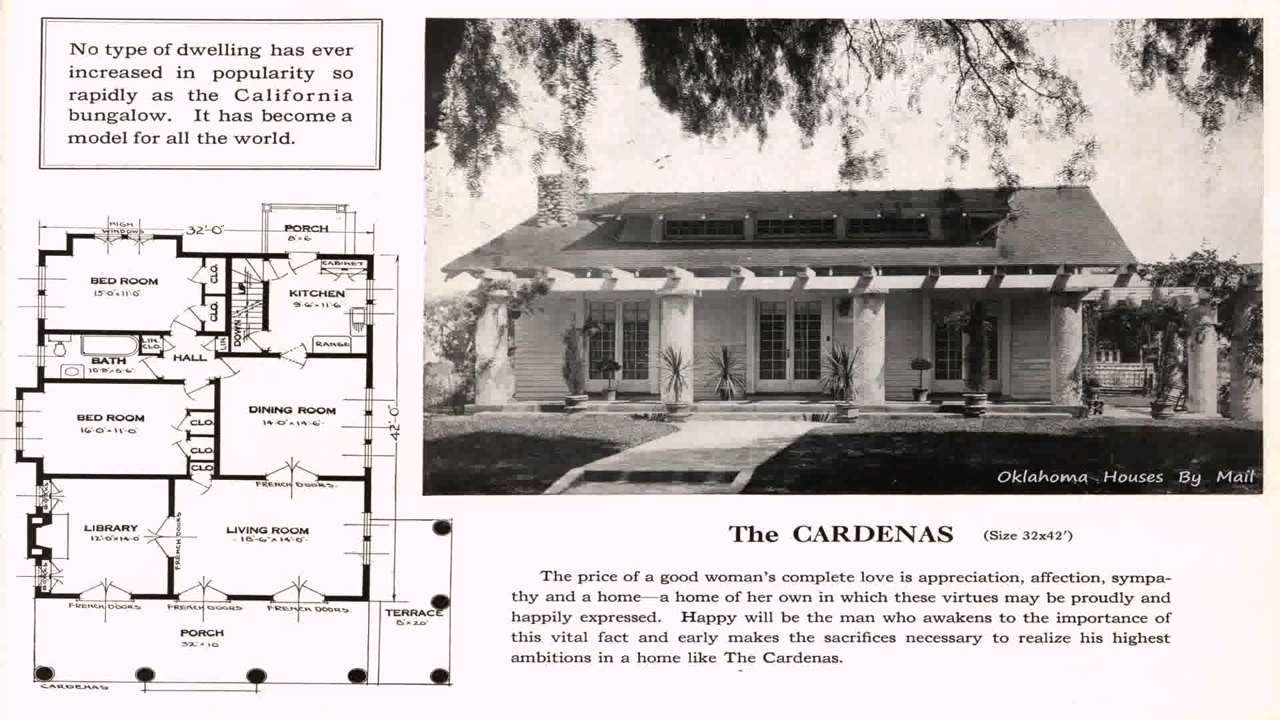 No type of dwelling has ever
increased in popularity so
rapidly as the California
bungalow. It has become a
model for all the world.
HIGH
WINDOWS
32'-0"
PORCH
8'×6'
BED ROOM
15'-0"×11'-0"
CLO.
CLO.
UP
DOWN
CABINET
KITCHEN
9'-6"×11'-6"
RANGE
BATH
10'-8"×5'-6"
LIN.
CLO.
HALL
LIN.
BED ROOM
16'-0"×11'-0"
CLO.
CLO.
CLO.
DINING ROOM
14'-0"×14'-6"
42'-0"
FRENCH DOORS.
LIBRARY
12'-0"×14'-0"
FRENCH DOORS
LIVING ROOM
18'-6"×14'-0"
FRENCH DOORS
FRENCH DOORS
FRENCH DOORS.
TERRACE
8'×20'
PORCH
32'×10'
CARDENAS
Oklahoma Houses By Mail
The CARDENAS (Size 32x42')
The price of a good woman's complete love is appreciation, affection, sympa-
thy and a home—a home of her own in which these virtues may be proudly and
happily expressed. Happy will be the man who awakens to the importance of
this vital fact and early makes the sacrifices necessary to realize his highest
ambitions in a home like The Cardenas.